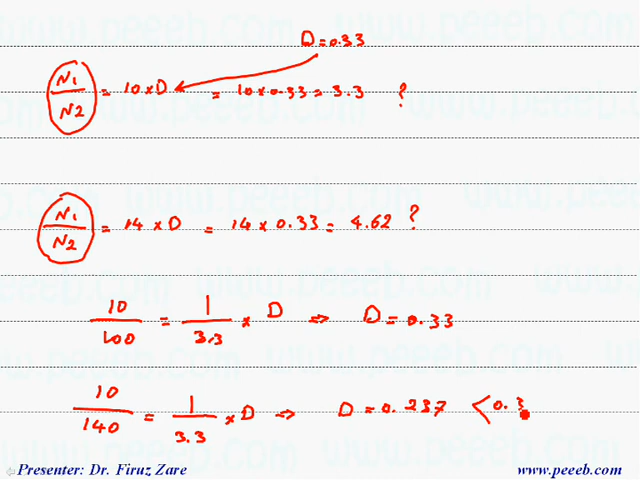 D=0.33
N1/N2 = 10×D = 10×0.33=3.3 ?
N1/N2 = 14 × D = 14 × 0.33 = 4.62 ?
10/100 = 1/3.3 × D ⇒ D=0.33
10/140 = 1/3.3 ×D ⇒ D=0.237 < 0.3
Presenter: Dr. Firuz Zare www.peeeb.com